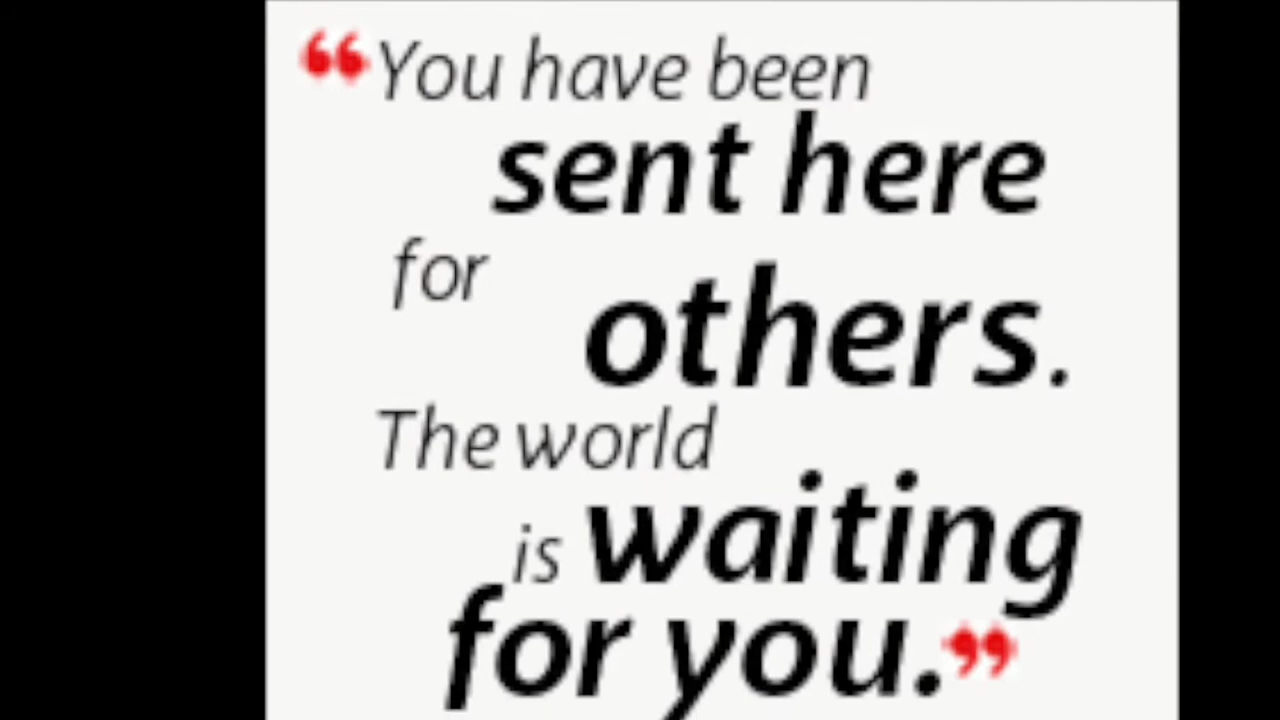 “You have been
sent here
for
others.
The world
is waiting
for you.”